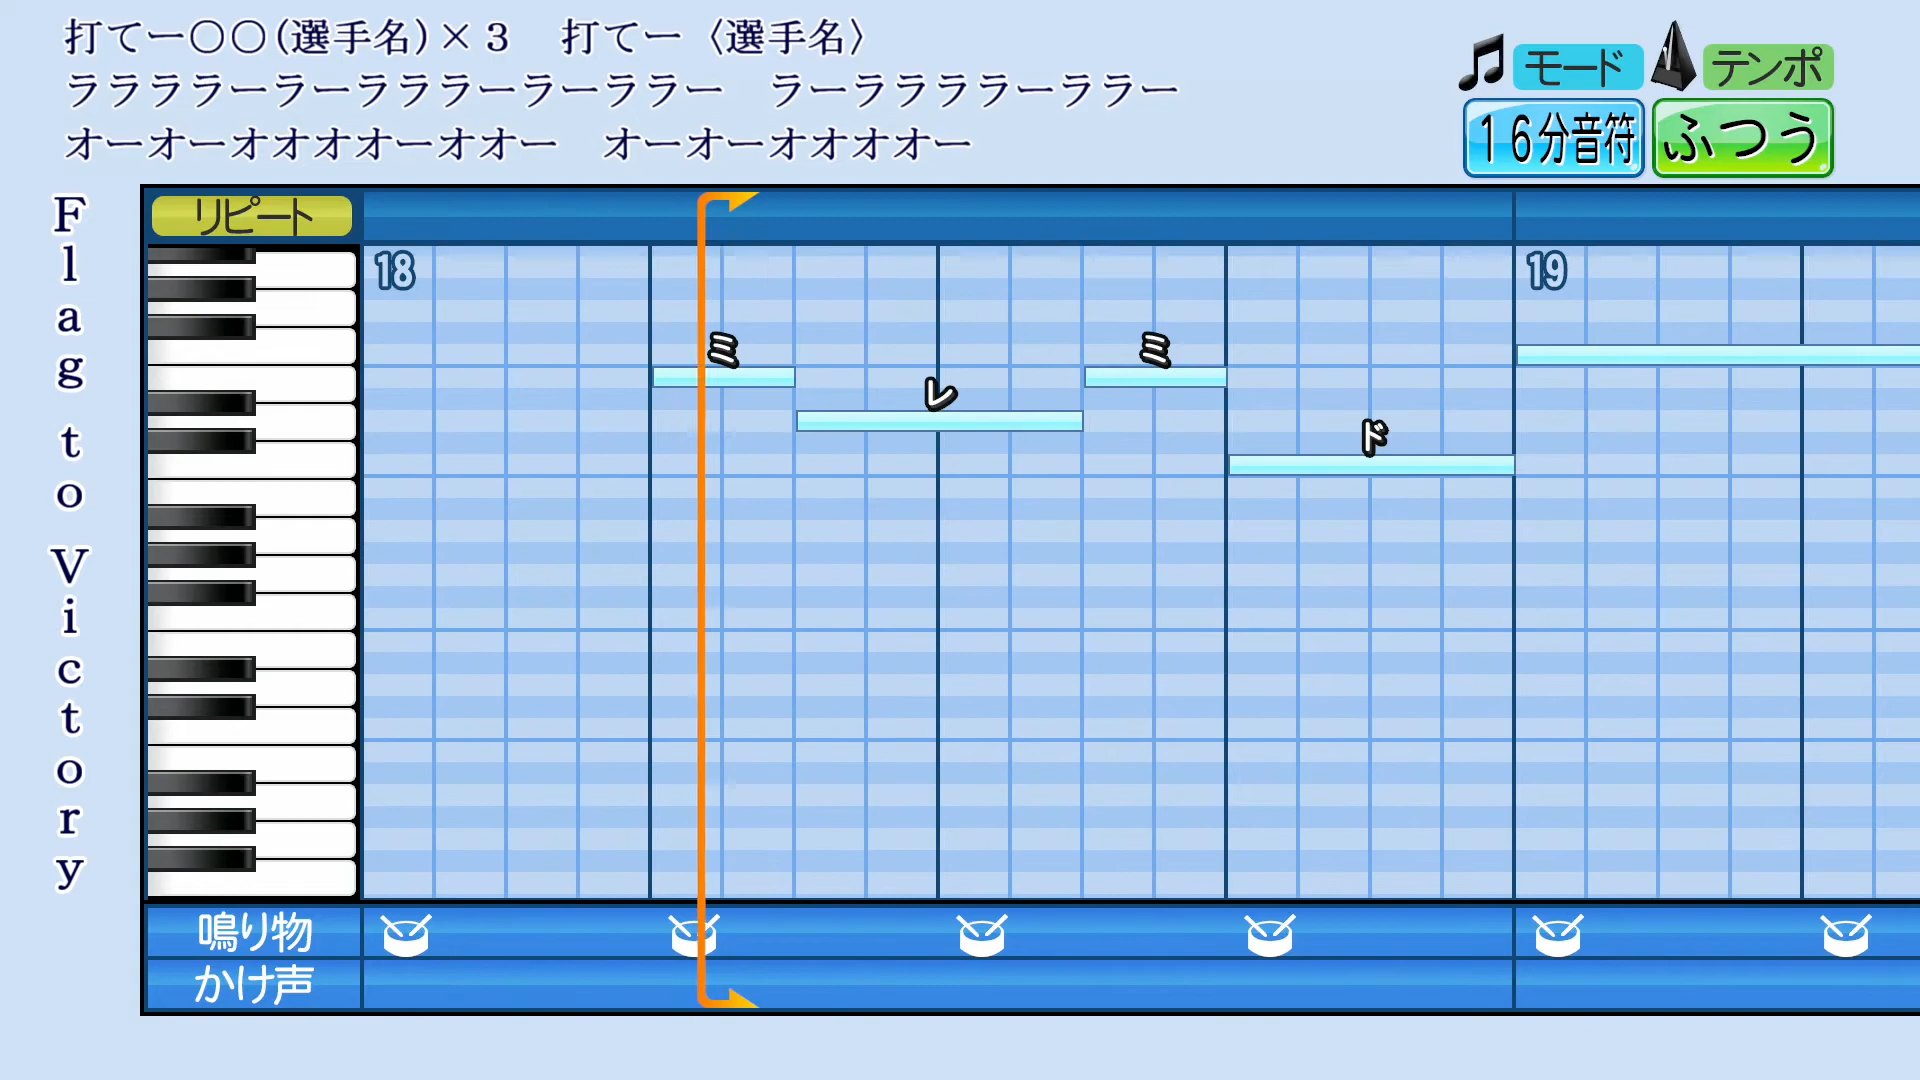 打てー〇〇(選手名)×３　打てー〈選手名〉
ララララーラーラララーラーララー　ラーララララーララー
オーオーオオオオーオオー　オーオーオオオオー
モード
テンポ
１６分音符
ふつう
Flag to Victory
リピート
18
19
ミ
レ
ミ
ド
鳴り物
かけ声